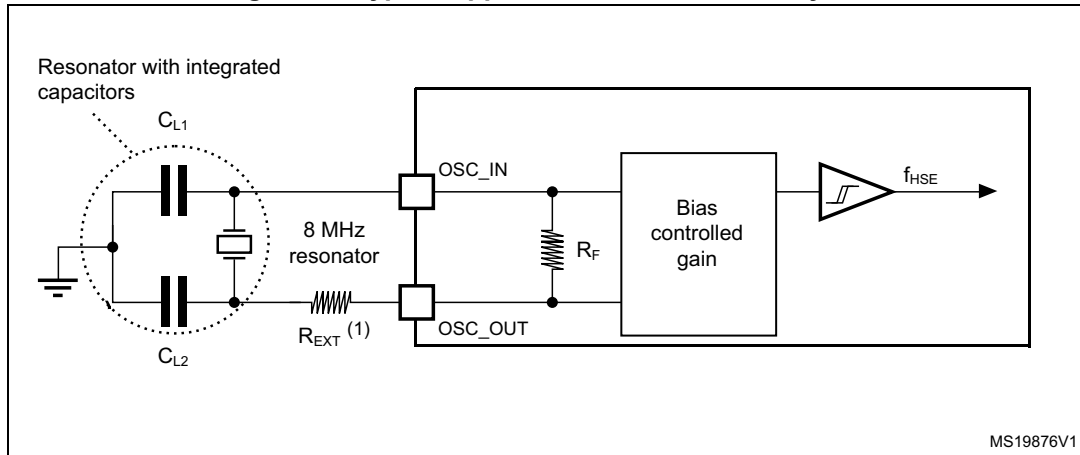 Resonator with integrated
capacitors
CL1
OSC_IN
fHSE
8 MHz
resonator
RF
Bias
controlled
gain
REXT (1)
OSC_OUT
CL2
MS19876V1